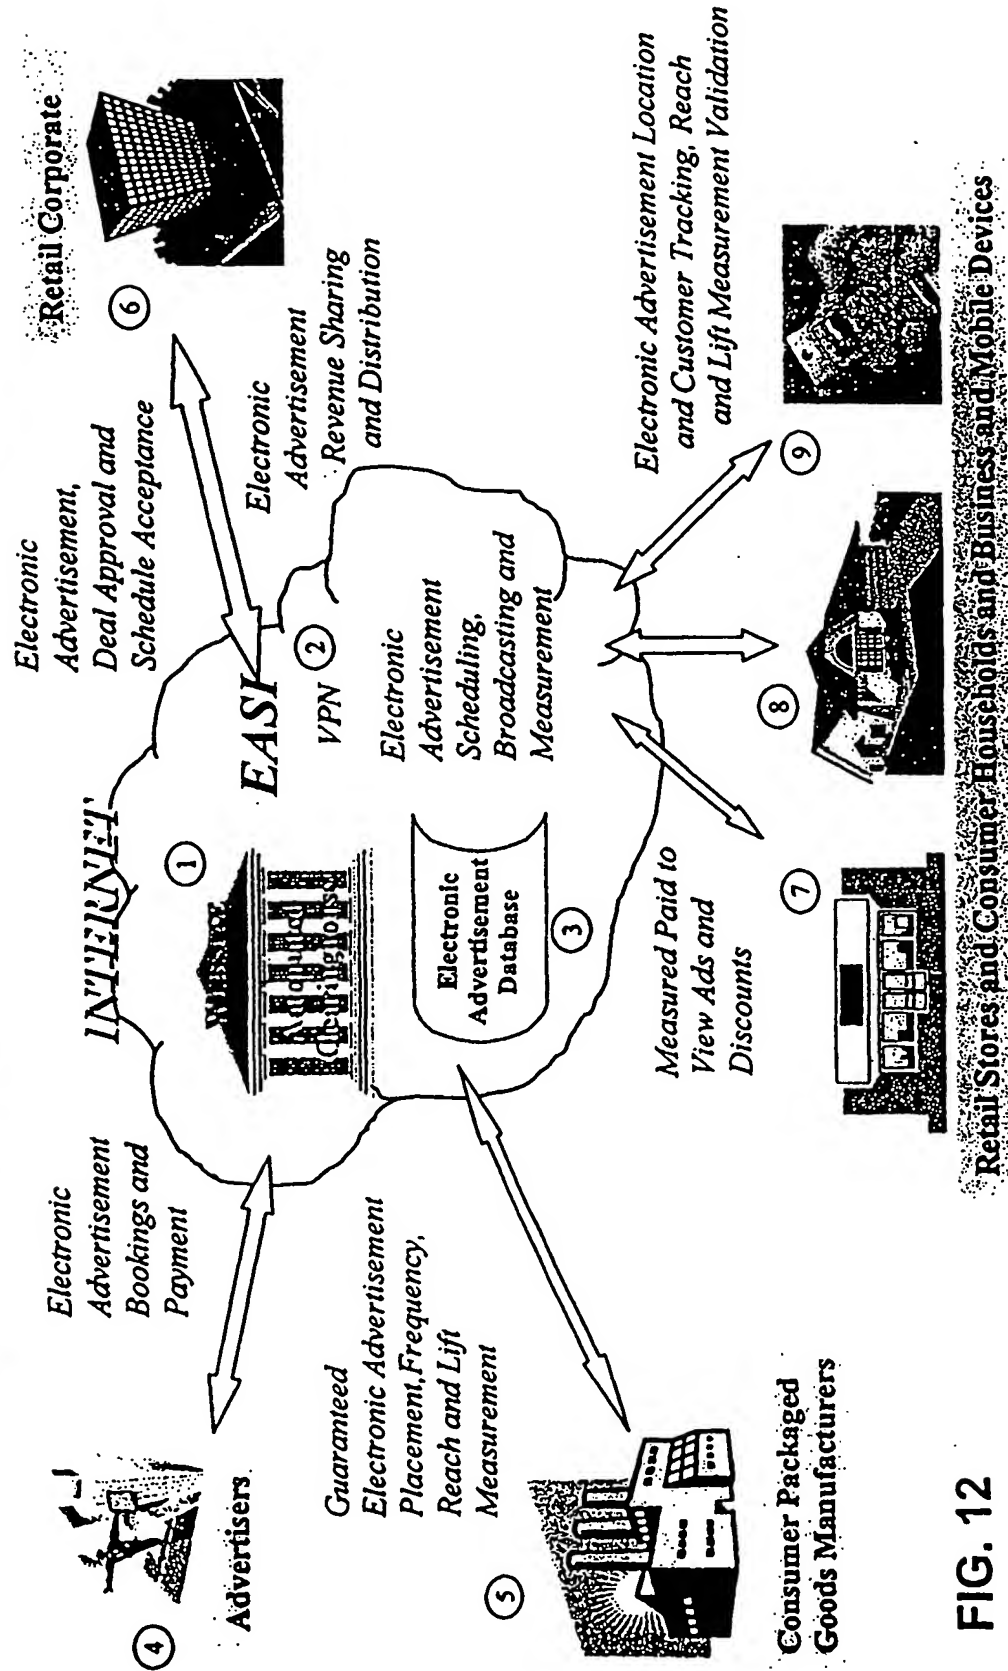 INTERNET
Retail Corporate
6
Electronic
Advertisement,
Deal Approval and
Schedule Acceptance
Electronic
Advertisement
Revenue Sharing
and Distribution
Electronic
Advertisement
Bookings and
Payment
4
Advertisers
WEBSITE
1
EASI
VPN
2
Electronic
Advertisement
Scheduling,
Broadcasting and
Measurement
Electronic
Advertisement
Database
3
Guaranteed
Electronic Advertisement
Placement,Frequency,
Reach and Lift
Measurement
5
Consumer Packaged
Goods Manufacturers
Measured Paid to
View Ads and
Discounts
7
8
9
Electronic Advertisement Location
and Customer Tracking, Reach
and Lift Measurement Validation
Retail Stores and Consumer Households and Business and Mobile Devices
FIG. 12